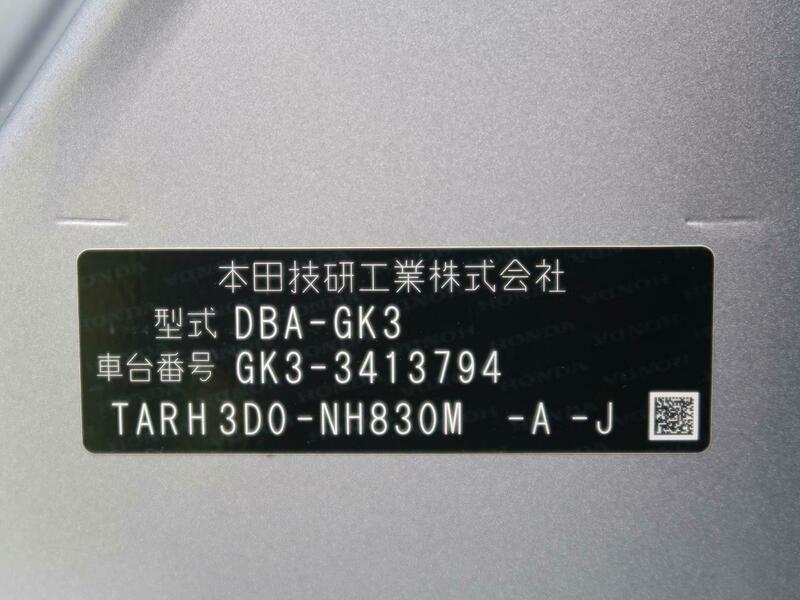 本田技研工業株式会社
型式 DBA-GK3
車台番号 GK3-3413794
TARH3D0-NH830M -A-J